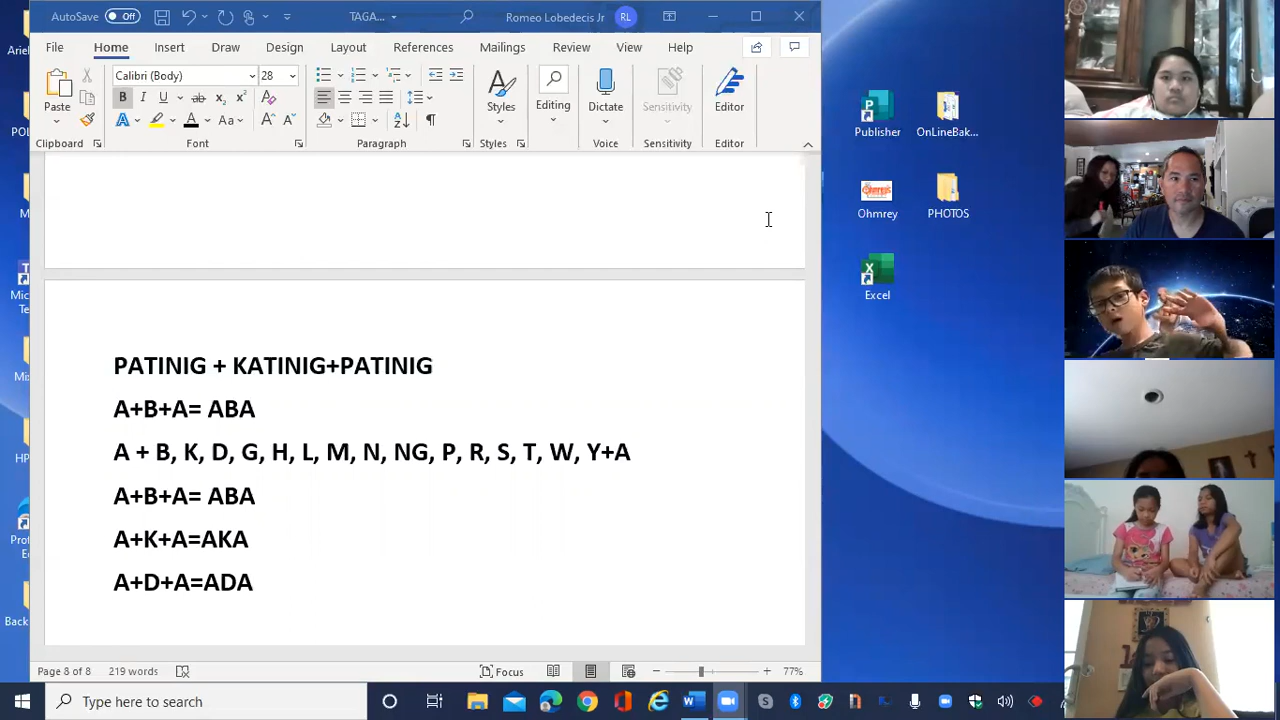 AutoSave Off TAGA... Romeo Lobedecis Jr RL
File Home Insert Draw Design Layout References Mailings Review View Help
Calibri (Body) 28
Paste Styles Editing Dictate Sensitivity Editor
Clipboard Font Paragraph Styles Voice Sensitivity Editor
PATINIG + KATINIG+PATINIG
A+B+A= ABA
A + B, K, D, G, H, L, M, N, NG, P, R, S, T, W, Y+A
A+B+A= ABA
A+K+A=AKA
A+D+A=ADA
Page 8 of 8 219 words Focus 77%
Type here to search
Publisher OnLineBak...
Ohmrey PHOTOS
Excel